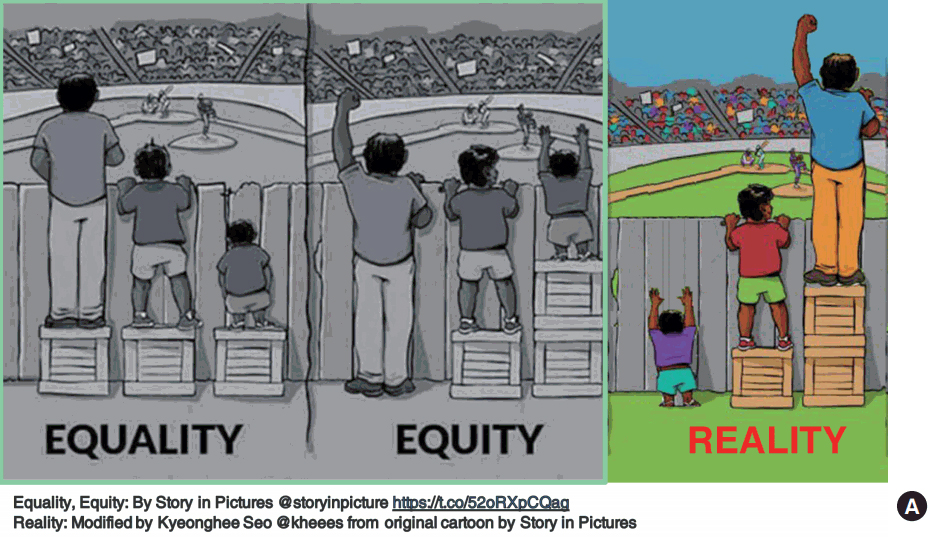 EQUALITY
EQUITY
REALITY
Equality, Equity: By Story in Pictures @storyinpicture https://t.co/52oRXpCQag
Reality: Modified by Kyeonghee Seo @kheees from original cartoon by Story in Pictures
A